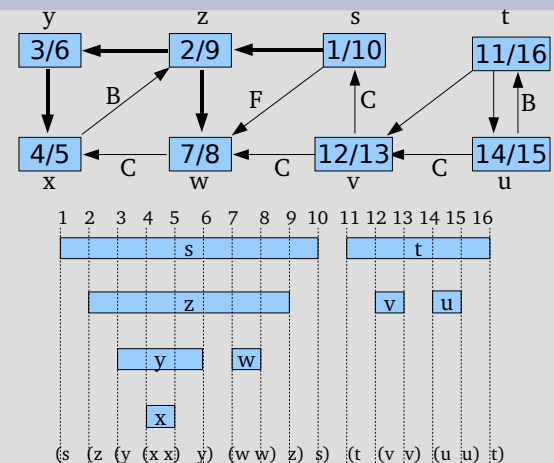 y z s t
3/6 2/9 1/10 11/16
B F C B
4/5 7/8 12/13 14/15
C C C
x w v u
1 2 3 4 5 6 7 8 9 10 11 12 13 14 15 16
s t
z v u
y w
x
(s (z (y (x x) y) (w w) z) s) (t (v v) (u u) t)